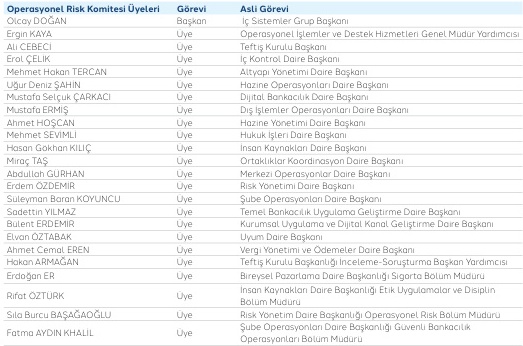 Operasyonel Risk Komitesi Üyeleri Görevi Asli Görevi
Olcay DOĞAN Başkan İç Sistemler Grup Başkanı
Ergin KAYA Üye Operasyonel İşlemler ve Destek Hizmetleri Genel Müdür Yardımcısı
Ali CEBECİ Üye Teftiş Kurulu Başkanı
Erol ÇELİK Üye İç Kontrol Daire Başkanı
Mehmet Hakan TERCAN Üye Altyapı Yönetimi Daire Başkanı
Uğur Deniz ŞAHİN Üye Hazine Operasyonları Daire Başkanı
Mustafa Selçuk ÇARKACI Üye Dijital Bankacılık Daire Başkanı
Mustafa ERMİŞ Üye Dış İşlemler Operasyonları Daire Başkanı
Ahmet HOŞCAN Üye Hazine Yönetimi Daire Başkanı
Mehmet SEVİMLİ Üye Hukuk İşleri Daire Başkanı
Hasan Gökhan KILIÇ Üye İnsan Kaynakları Daire Başkanı
Miraç TAŞ Üye Ortaklıklar Koordinasyon Daire Başkanı
Abdullah GÜRHAN Üye Merkezi Operasyonlar Daire Başkanı
Erdem ÖZDEMİR Üye Risk Yönetimi Daire Başkanı
Süleyman Baran KOYUNCU Üye Şube Operasyonları Daire Başkanı
Sadettin YILMAZ Üye Temel Bankacılık Uygulama Geliştirme Daire Başkanı
Bülent ERDEMİR Üye Kurumsal Uygulama ve Dijital Kanal Geliştirme Daire Başkanı
Elvan ÖZTABAK Üye Uyum Daire Başkanı
Ahmet Cemal EREN Üye Vergi Yönetimi ve Ödemeler Daire Başkanı
Hakan ARMAĞAN Üye Teftiş Kurulu Başkanlığı İnceleme-Soruşturma Başkan Yardımcısı
Erdoğan ER Üye Bireysel Pazarlama Daire Başkanlığı Sigorta Bölüm Müdürü
Rifat ÖZTÜRK Üye İnsan Kaynakları Daire Başkanlığı Etik Uygulamalar ve Disiplin
Bölüm Müdürü
Sıla Burcu BAŞAĞAOĞLU Üye Risk Yönetim Daire Başkanlığı Operasyonel Risk Bölüm Müdürü
Fatma AYDIN KHALIL Üye Şube Operasyonları Daire Başkanlığı Güvenli Bankacılık
Operasyonları Bölüm Müdürü